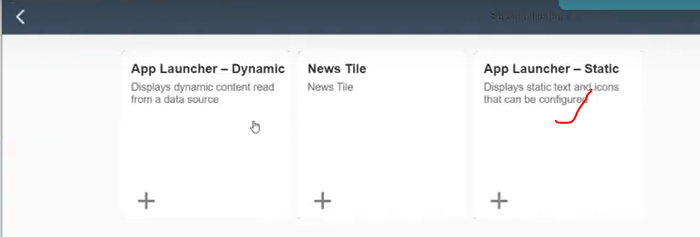 App Launcher – Dynamic
Displays dynamic content read
from a data source
News Tile
News Tile
App Launcher – Static
Displays static text and icons
that can be configured